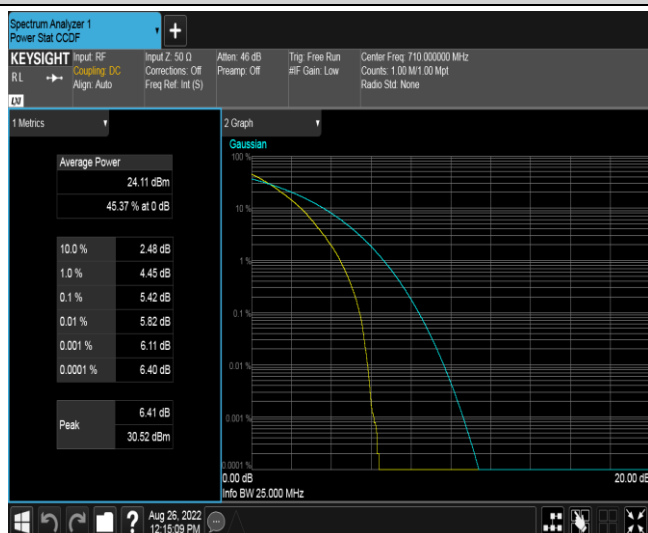 Spectrum Analyzer 1
Power Stat CCDF
KEYSIGHT Input: RF Input Z: 50 Ω Atten: 46 dB Trig: Free Run Center Freq: 710.000000 MHz
RL Coupling: DC Corrections: Off Preamp: Off #IF Gain: Low Counts: 1.00 M/1.00 Mpt
Align: Auto Freq Ref: Int (S) Radio Std: None
LXI
1 Metrics
Average Power
24.11 dBm
45.37 % at 0 dB
10.0 % 2.48 dB
1.0 % 4.45 dB
0.1 % 5.42 dB
0.01 % 5.82 dB
0.001 % 6.11 dB
0.0001 % 6.40 dB
Peak 6.41 dB
30.52 dBm
2 Graph
Gaussian
100 %
10 %
1 %
0.1 %
0.01 %
0.001 %
0.0001 %
0.00 dB 20.00 dB
Info BW 25.000 MHz
? Aug 26, 2022
12:15:09 PM